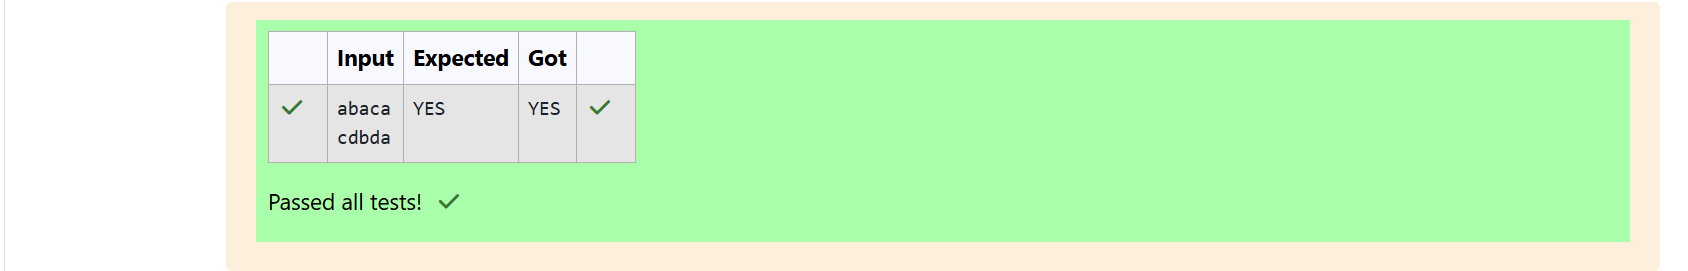 Input Expected Got
abaca YES YES
cdbda
Passed all tests!